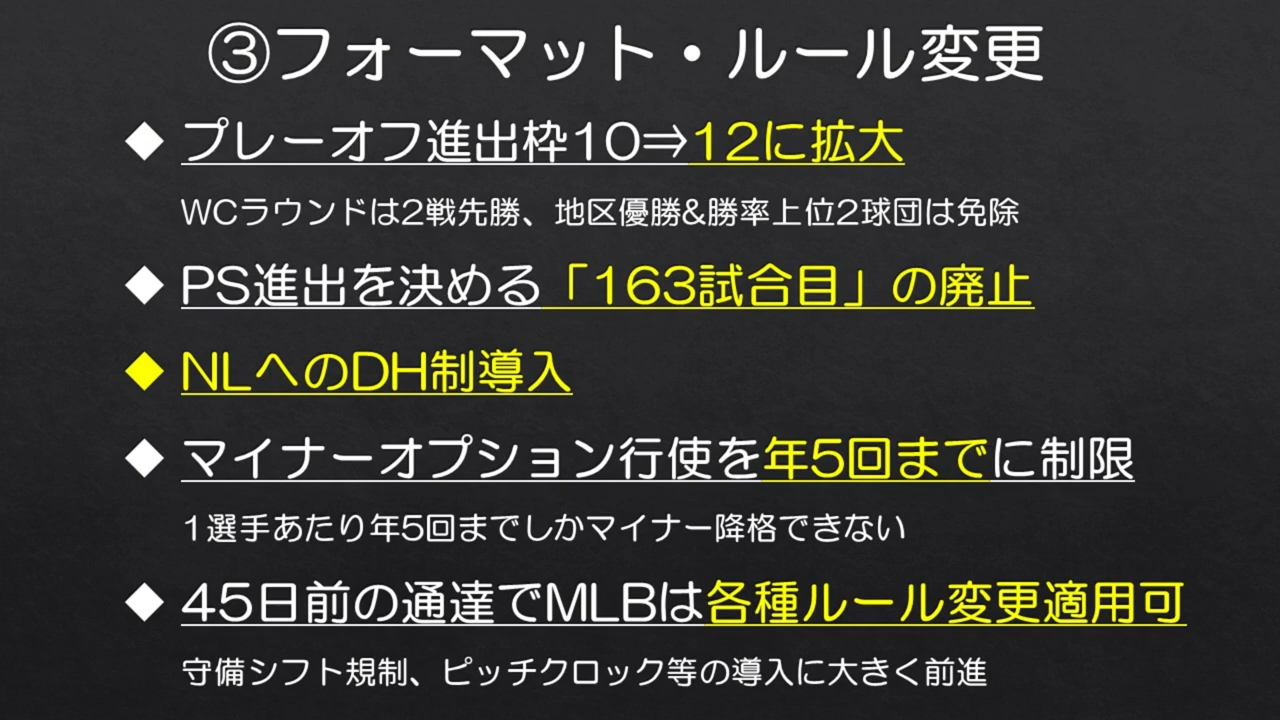 ③フォーマット・ルール変更
◆ プレーオフ進出枠10⇒12に拡大
WCラウンドは2戦先勝、地区優勝&勝率上位2球団は免除
◆ PS進出を決める「163試合目」の廃止
◆ NLへのDH制導入
◆ マイナーオプション行使を年5回までに制限
1選手あたり年5回までしかマイナー降格できない
◆ 45日前の通達でMLBは各種ルール変更適用可
守備シフト規制、ピッチクロック等の導入に大きく前進